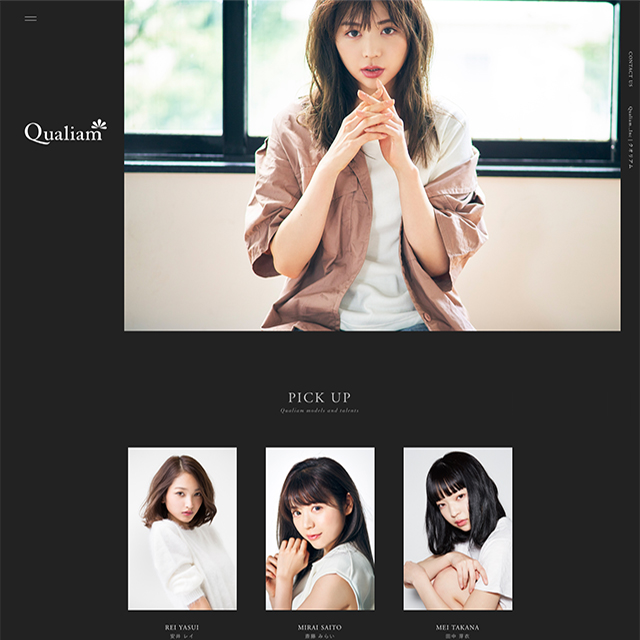 Qualiam
CONTACT US
Qualiam.Inc | クオリアム
PICK UP
Qualiam models and talents
REI YASUI
安井 レイ
MIRAI SAITO
斎藤 みらい
MEI TAKANA
田中 芽衣